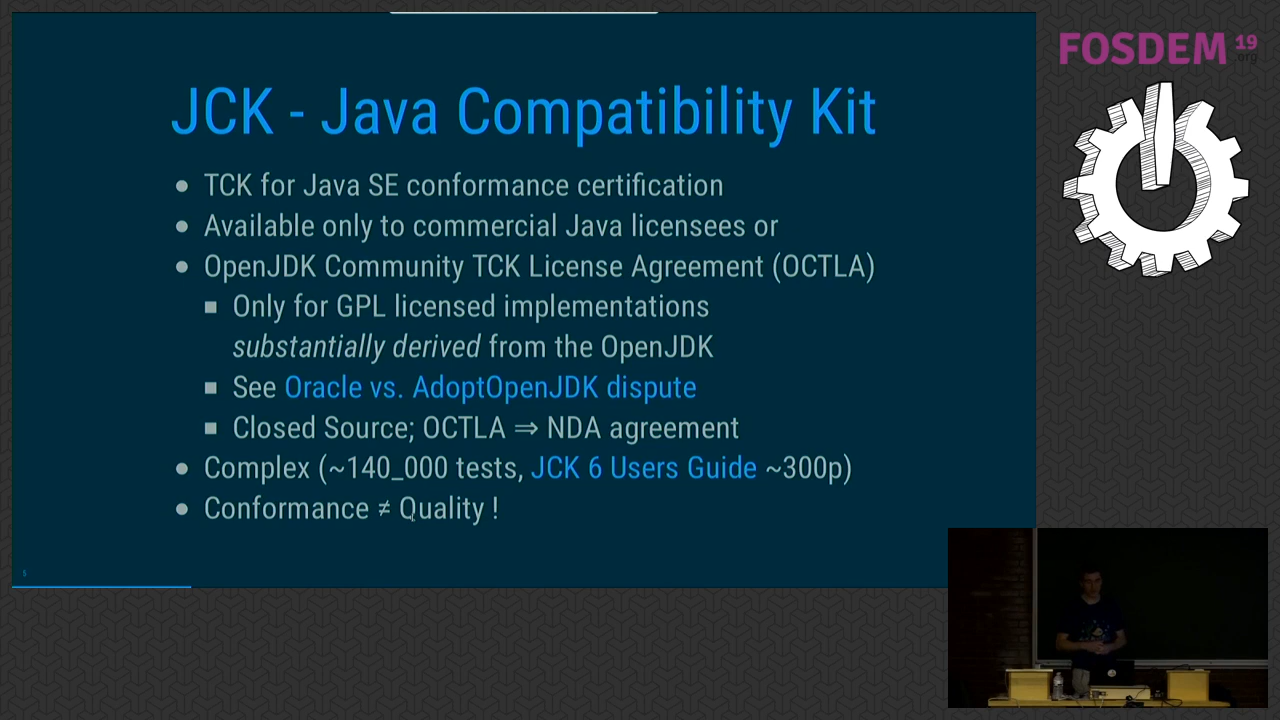 JCK - Java Compatibility Kit
TCK for Java SE conformance certification
Available only to commercial Java licensees or
OpenJDK Community TCK License Agreement (OCTLA)
Only for GPL licensed implementations
substantially derived from the OpenJDK
See Oracle vs. AdoptOpenJDK dispute
Closed Source; OCTLA ⇒ NDA agreement
Complex (~140_000 tests, JCK 6 Users Guide ~300p)
Conformance ≠ Quality !
5
FOSDEM 19
.org